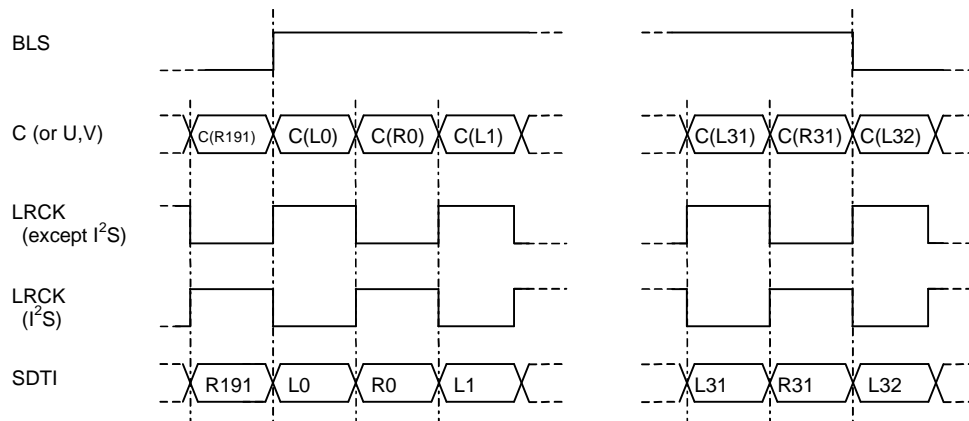 BLS
C (or U,V) C(R191) C(L0) C(R0) C(L1) C(L31) C(R31) C(L32)
LRCK
(except I²S)
LRCK
(I²S)
SDTI R191 L0 R0 L1 L31 R31 L32